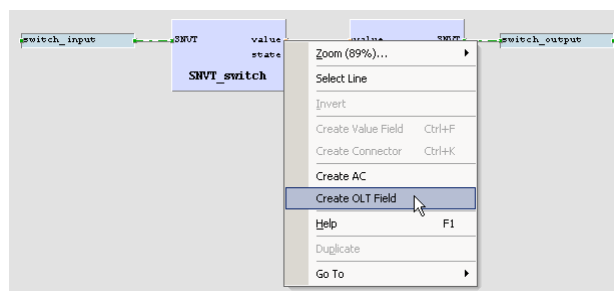 switch_input SNVT value value SNVT switch_output
state
SNVT_switch
Zoom (89%)...
Select Line
Invert
Create Value Field Ctrl+F
Create Connector Ctrl+K
Create AC
Create OLT Field
Help F1
Duplicate
Go To